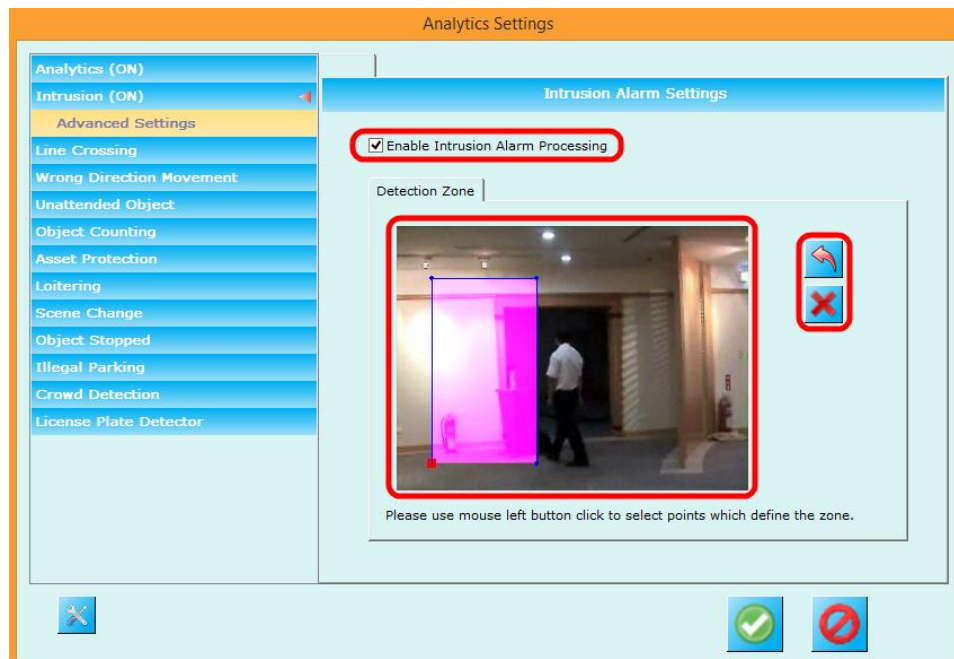 Analytics Settings
Analytics (ON)
Intrusion (ON)
Advanced Settings
Line Crossing
Wrong Direction Movement
Unattended Object
Object Counting
Asset Protection
Loitering
Scene Change
Object Stopped
Illegal Parking
Crowd Detection
License Plate Detector
Intrusion Alarm Settings
Enable Intrusion Alarm Processing
Detection Zone
Please use mouse left button click to select points which define the zone.